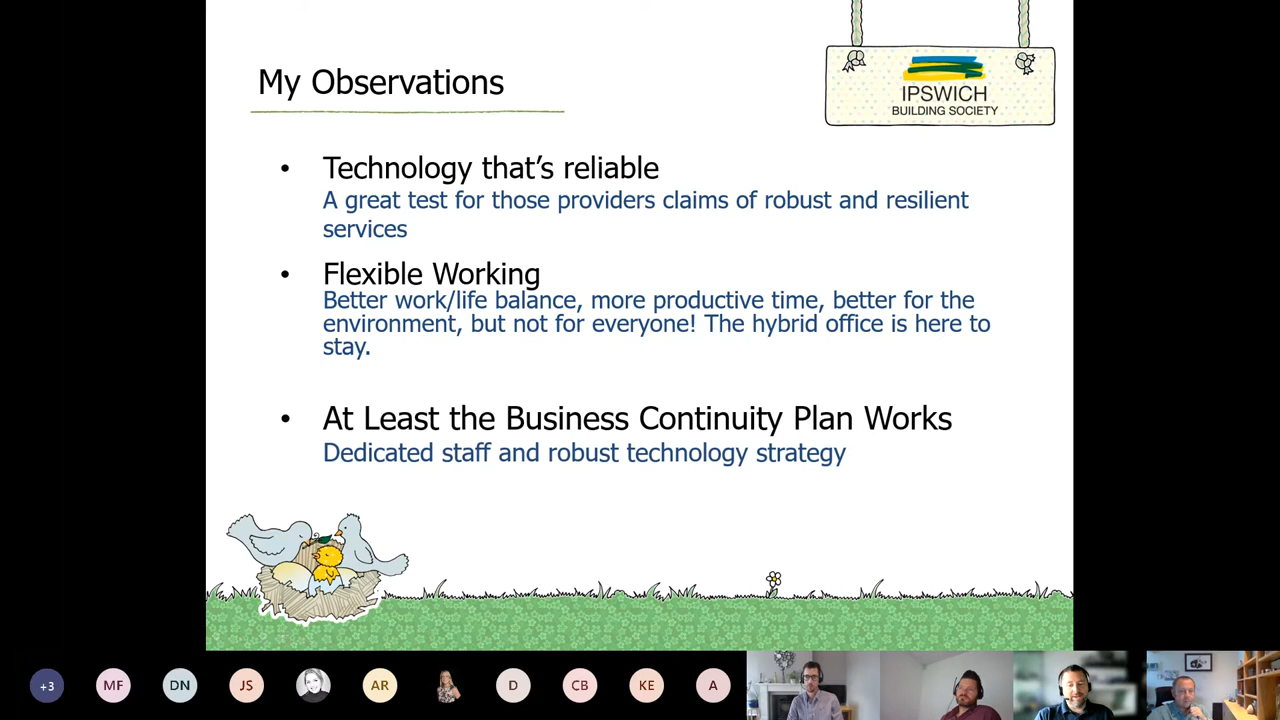 My Observations
IPSWICH
BUILDING SOCIETY
• Technology that's reliable
A great test for those providers claims of robust and resilient
services
• Flexible Working
Better work/life balance, more productive time, better for the
environment, but not for everyone! The hybrid office is here to
stay.
• At Least the Business Continuity Plan Works
Dedicated staff and robust technology strategy
+3 MF DN JS AR D CB KE A